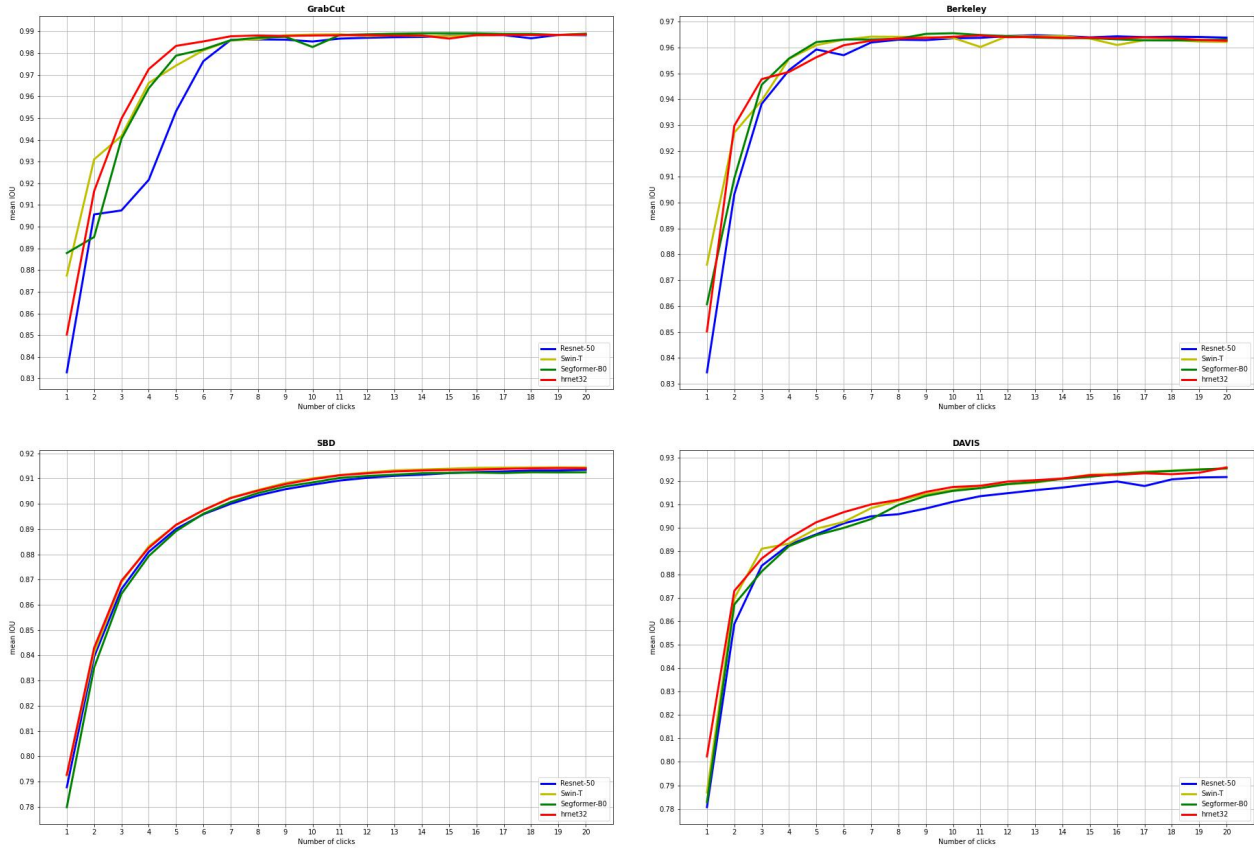 GrabCut
0.99
0.98
0.97
0.96
0.95
0.94
0.93
0.92
0.91
0.90
0.89
0.88
0.87
0.86
0.85
0.84
0.83
mean IOU
1 2 3 4 5 6 7 8 9 10 11 12 13 14 15 16 17 18 19 20
Number of clicks
Resnet-50
Swin-T
Segformer-B0
hrnet32
Berkeley
0.97
0.96
0.95
0.94
0.93
0.92
0.91
0.90
0.89
0.88
0.87
0.86
0.85
0.84
0.83
mean IOU
1 2 3 4 5 6 7 8 9 10 11 12 13 14 15 16 17 18 19 20
Number of clicks
Resnet-50
Swin-T
Segformer-B0
hrnet32
SBD
0.92
0.91
0.90
0.89
0.88
0.87
0.86
0.85
0.84
0.83
0.82
0.81
0.80
0.79
0.78
mean IOU
1 2 3 4 5 6 7 8 9 10 11 12 13 14 15 16 17 18 19 20
Number of clicks
Resnet-50
Swin-T
Segformer-B0
hrnet32
DAVIS
0.93
0.92
0.91
0.90
0.89
0.88
0.87
0.86
0.85
0.84
0.83
0.82
0.81
0.80
0.79
0.78
mean IOU
1 2 3 4 5 6 7 8 9 10 11 12 13 14 15 16 17 18 19 20
Number of clicks
Resnet-50
Swin-T
Segformer-B0
hrnet32